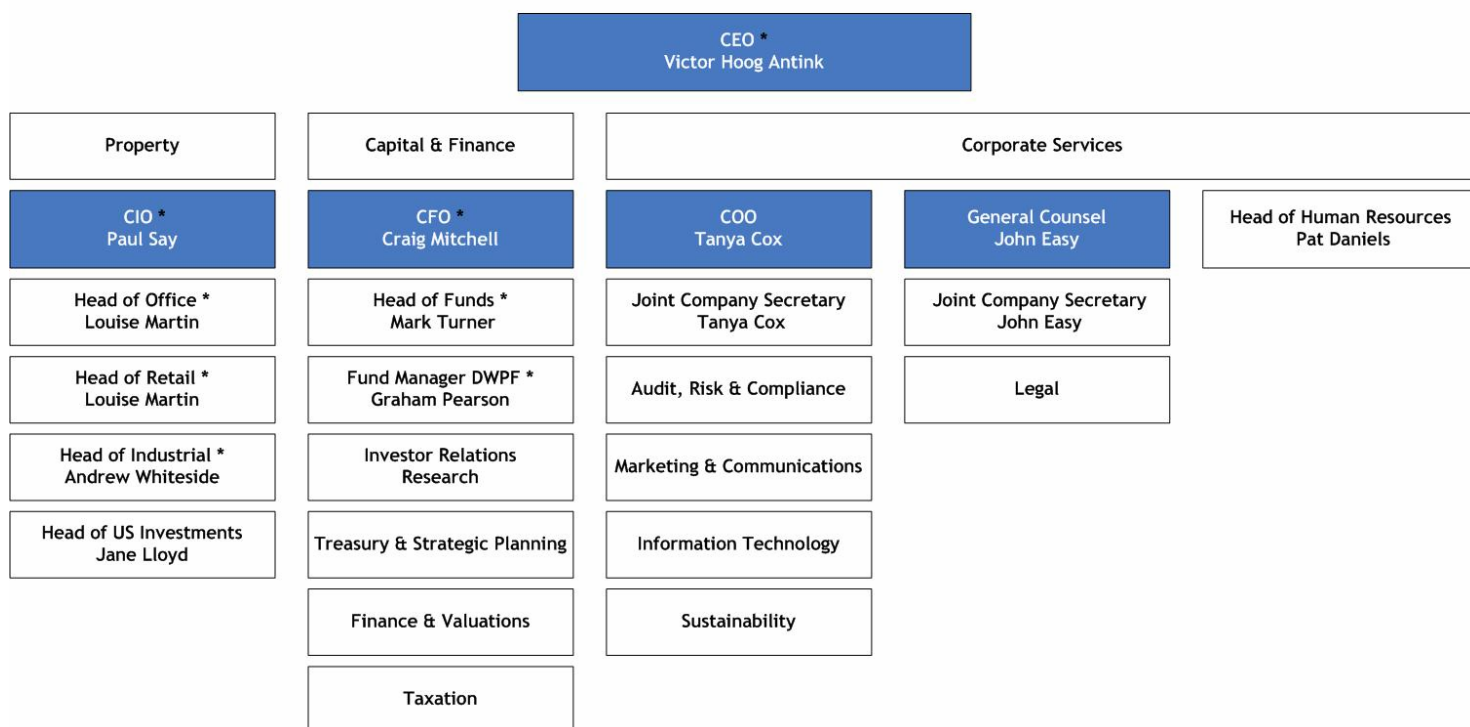 CEO *
Victor Hoog Antink
Property
Capital & Finance
Corporate Services
CIO *
Paul Say
CFO *
Craig Mitchell
COO
Tanya Cox
General Counsel
John Easy
Head of Human Resources
Pat Daniels
Head of Office *
Louise Martin
Head of Funds *
Mark Turner
Joint Company Secretary
Tanya Cox
Joint Company Secretary
John Easy
Head of Retail *
Louise Martin
Fund Manager DWPF *
Graham Pearson
Audit, Risk & Compliance
Legal
Head of Industrial *
Andrew Whiteside
Investor Relations
Research
Marketing & Communications
Head of US Investments
Jane Lloyd
Treasury & Strategic Planning
Information Technology
Finance & Valuations
Sustainability
Taxation